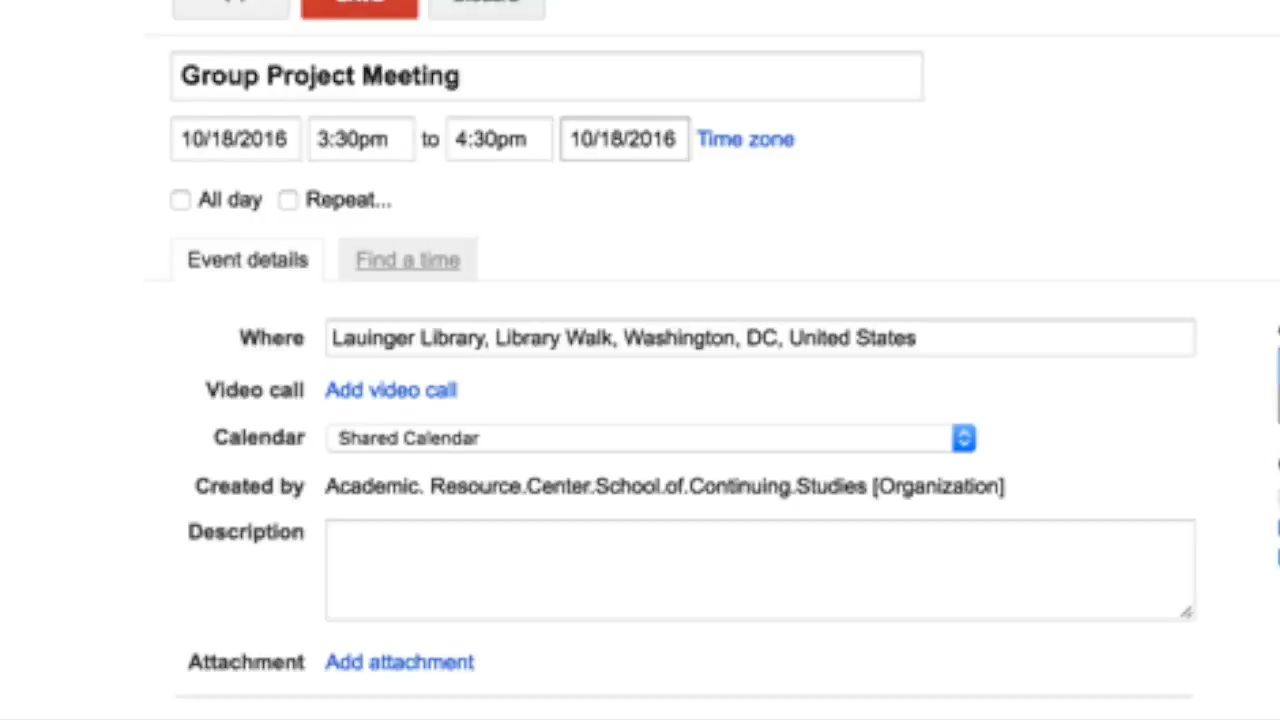 Group Project Meeting
10/18/2016 3:30pm to 4:30pm 10/18/2016 Time zone
All day Repeat...
Event details Find a time
Where Lauinger Library, Library Walk, Washington, DC, United States
Video call Add video call
Calendar Shared Calendar
Created by Academic. Resource.Center.School.of.Continuing.Studies [Organization]
Description
Attachment Add attachment